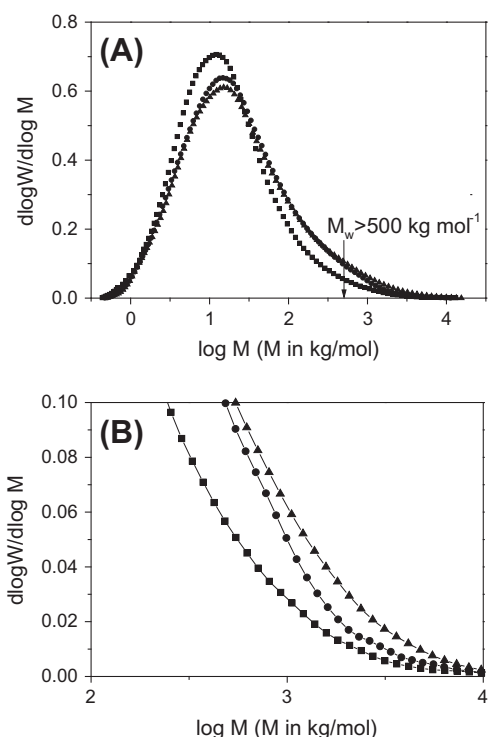 (A)
0.8
0.6
0.4
0.2
0.0
dlogW/dlog M
M_w>500 kg mol⁻¹
0 1 2 3 4
log M (M in kg/mol)
(B)
0.10
0.08
0.06
0.04
0.02
0.00
dlogW/dlog M
2 3 4
log M (M in kg/mol)